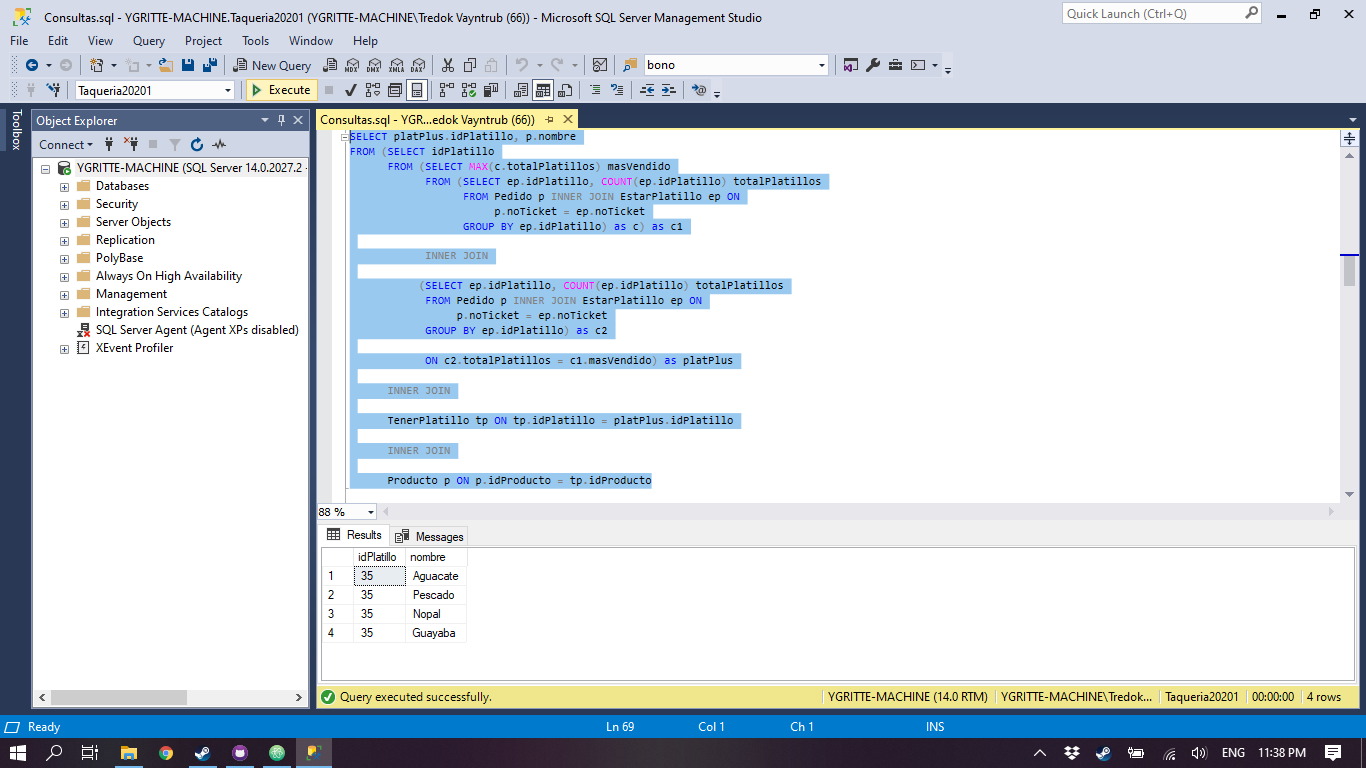 Consultas.sql - YGRITTE-MACHINE.Taqueria20201 (YGRITTE-MACHINE\Tredok Vayntrub (66)) - Microsoft SQL Server Management Studio
Quick Launch (Ctrl+Q)
File Edit View Query Project Tools Window Help
New Query MDX DMX XMLA DAX bono
Taqueria20201 Execute
Toolbox
Object Explorer
Connect
YGRITTE-MACHINE (SQL Server 14.0.2027.2 -
Databases
Security
Server Objects
Replication
PolyBase
Always On High Availability
Management
Integration Services Catalogs
SQL Server Agent (Agent XPs disabled)
XEvent Profiler
Consultas.sql - YGR...edok Vayntrub (66))
SELECT platPlus.idPlatillo, p.nombre
FROM (SELECT idPlatillo
FROM (SELECT MAX(c.totalPlatillos) masVendido
FROM (SELECT ep.idPlatillo, COUNT(ep.idPlatillo) totalPlatillos
FROM Pedido p INNER JOIN EstarPlatillo ep ON
p.noTicket = ep.noTicket
GROUP BY ep.idPlatillo) as c) as c1
INNER JOIN
(SELECT ep.idPlatillo, COUNT(ep.idPlatillo) totalPlatillos
FROM Pedido p INNER JOIN EstarPlatillo ep ON
p.noTicket = ep.noTicket
GROUP BY ep.idPlatillo) as c2
ON c2.totalPlatillos = c1.masVendido) as platPlus
INNER JOIN
TenerPlatillo tp ON tp.idPlatillo = platPlus.idPlatillo
INNER JOIN
Producto p ON p.idProducto = tp.idProducto
88 %
Results Messages
idPlatillo nombre
1 35 Aguacate
2 35 Pescado
3 35 Nopal
4 35 Guayaba
Query executed successfully. YGRITTE-MACHINE (14.0 RTM) YGRITTE-MACHINE\Tredok... Taqueria20201 00:00:00 4 rows
Ready Ln 69 Col 1 Ch 1 INS
ENG 11:38 PM